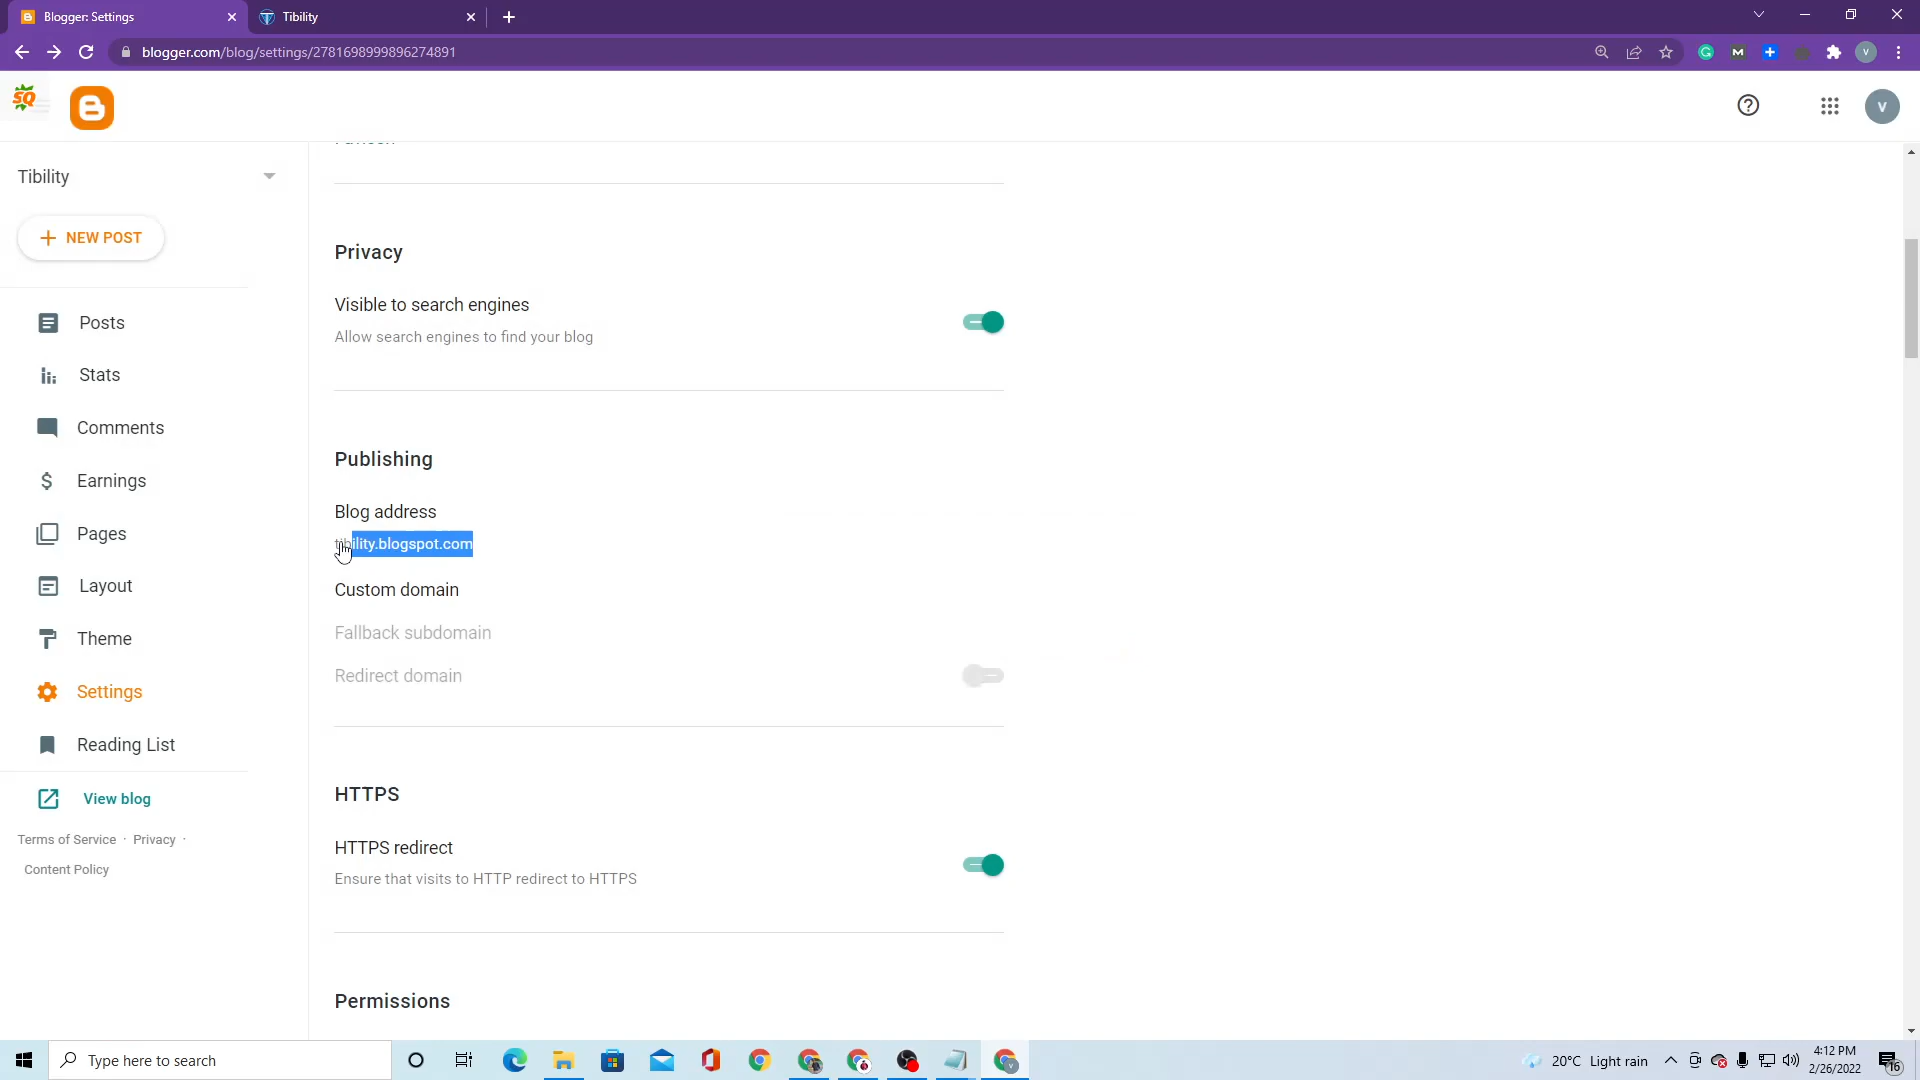 Blogger: Settings
Tibility
blogger.com/blog/settings/2781698999896274891
M
V
SQ
V
Tibility
NEW POST
Posts
Stats
Comments
Earnings
Pages
Layout
Theme
Settings
Reading List
View blog
Terms of Service · Privacy ·
Content Policy
Privacy
Visible to search engines
Allow search engines to find your blog
Publishing
Blog address
tibility.blogspot.com
Custom domain
Fallback subdomain
Redirect domain
HTTPS
HTTPS redirect
Ensure that visits to HTTP redirect to HTTPS
Permissions
Type here to search
20°C Light rain
4:12 PM
2/26/2022
16